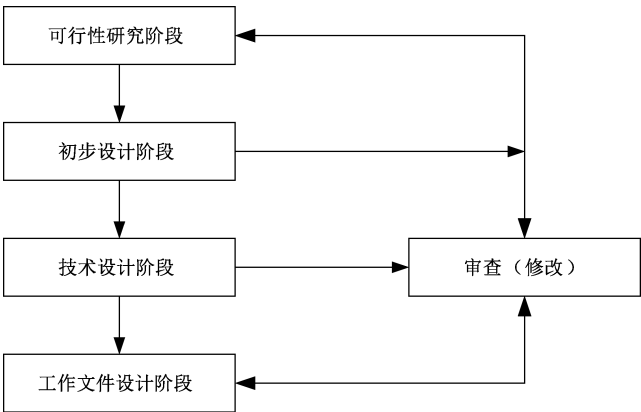 可行性研究阶段
初步设计阶段
技术设计阶段
审查（修改）
工作文件设计阶段